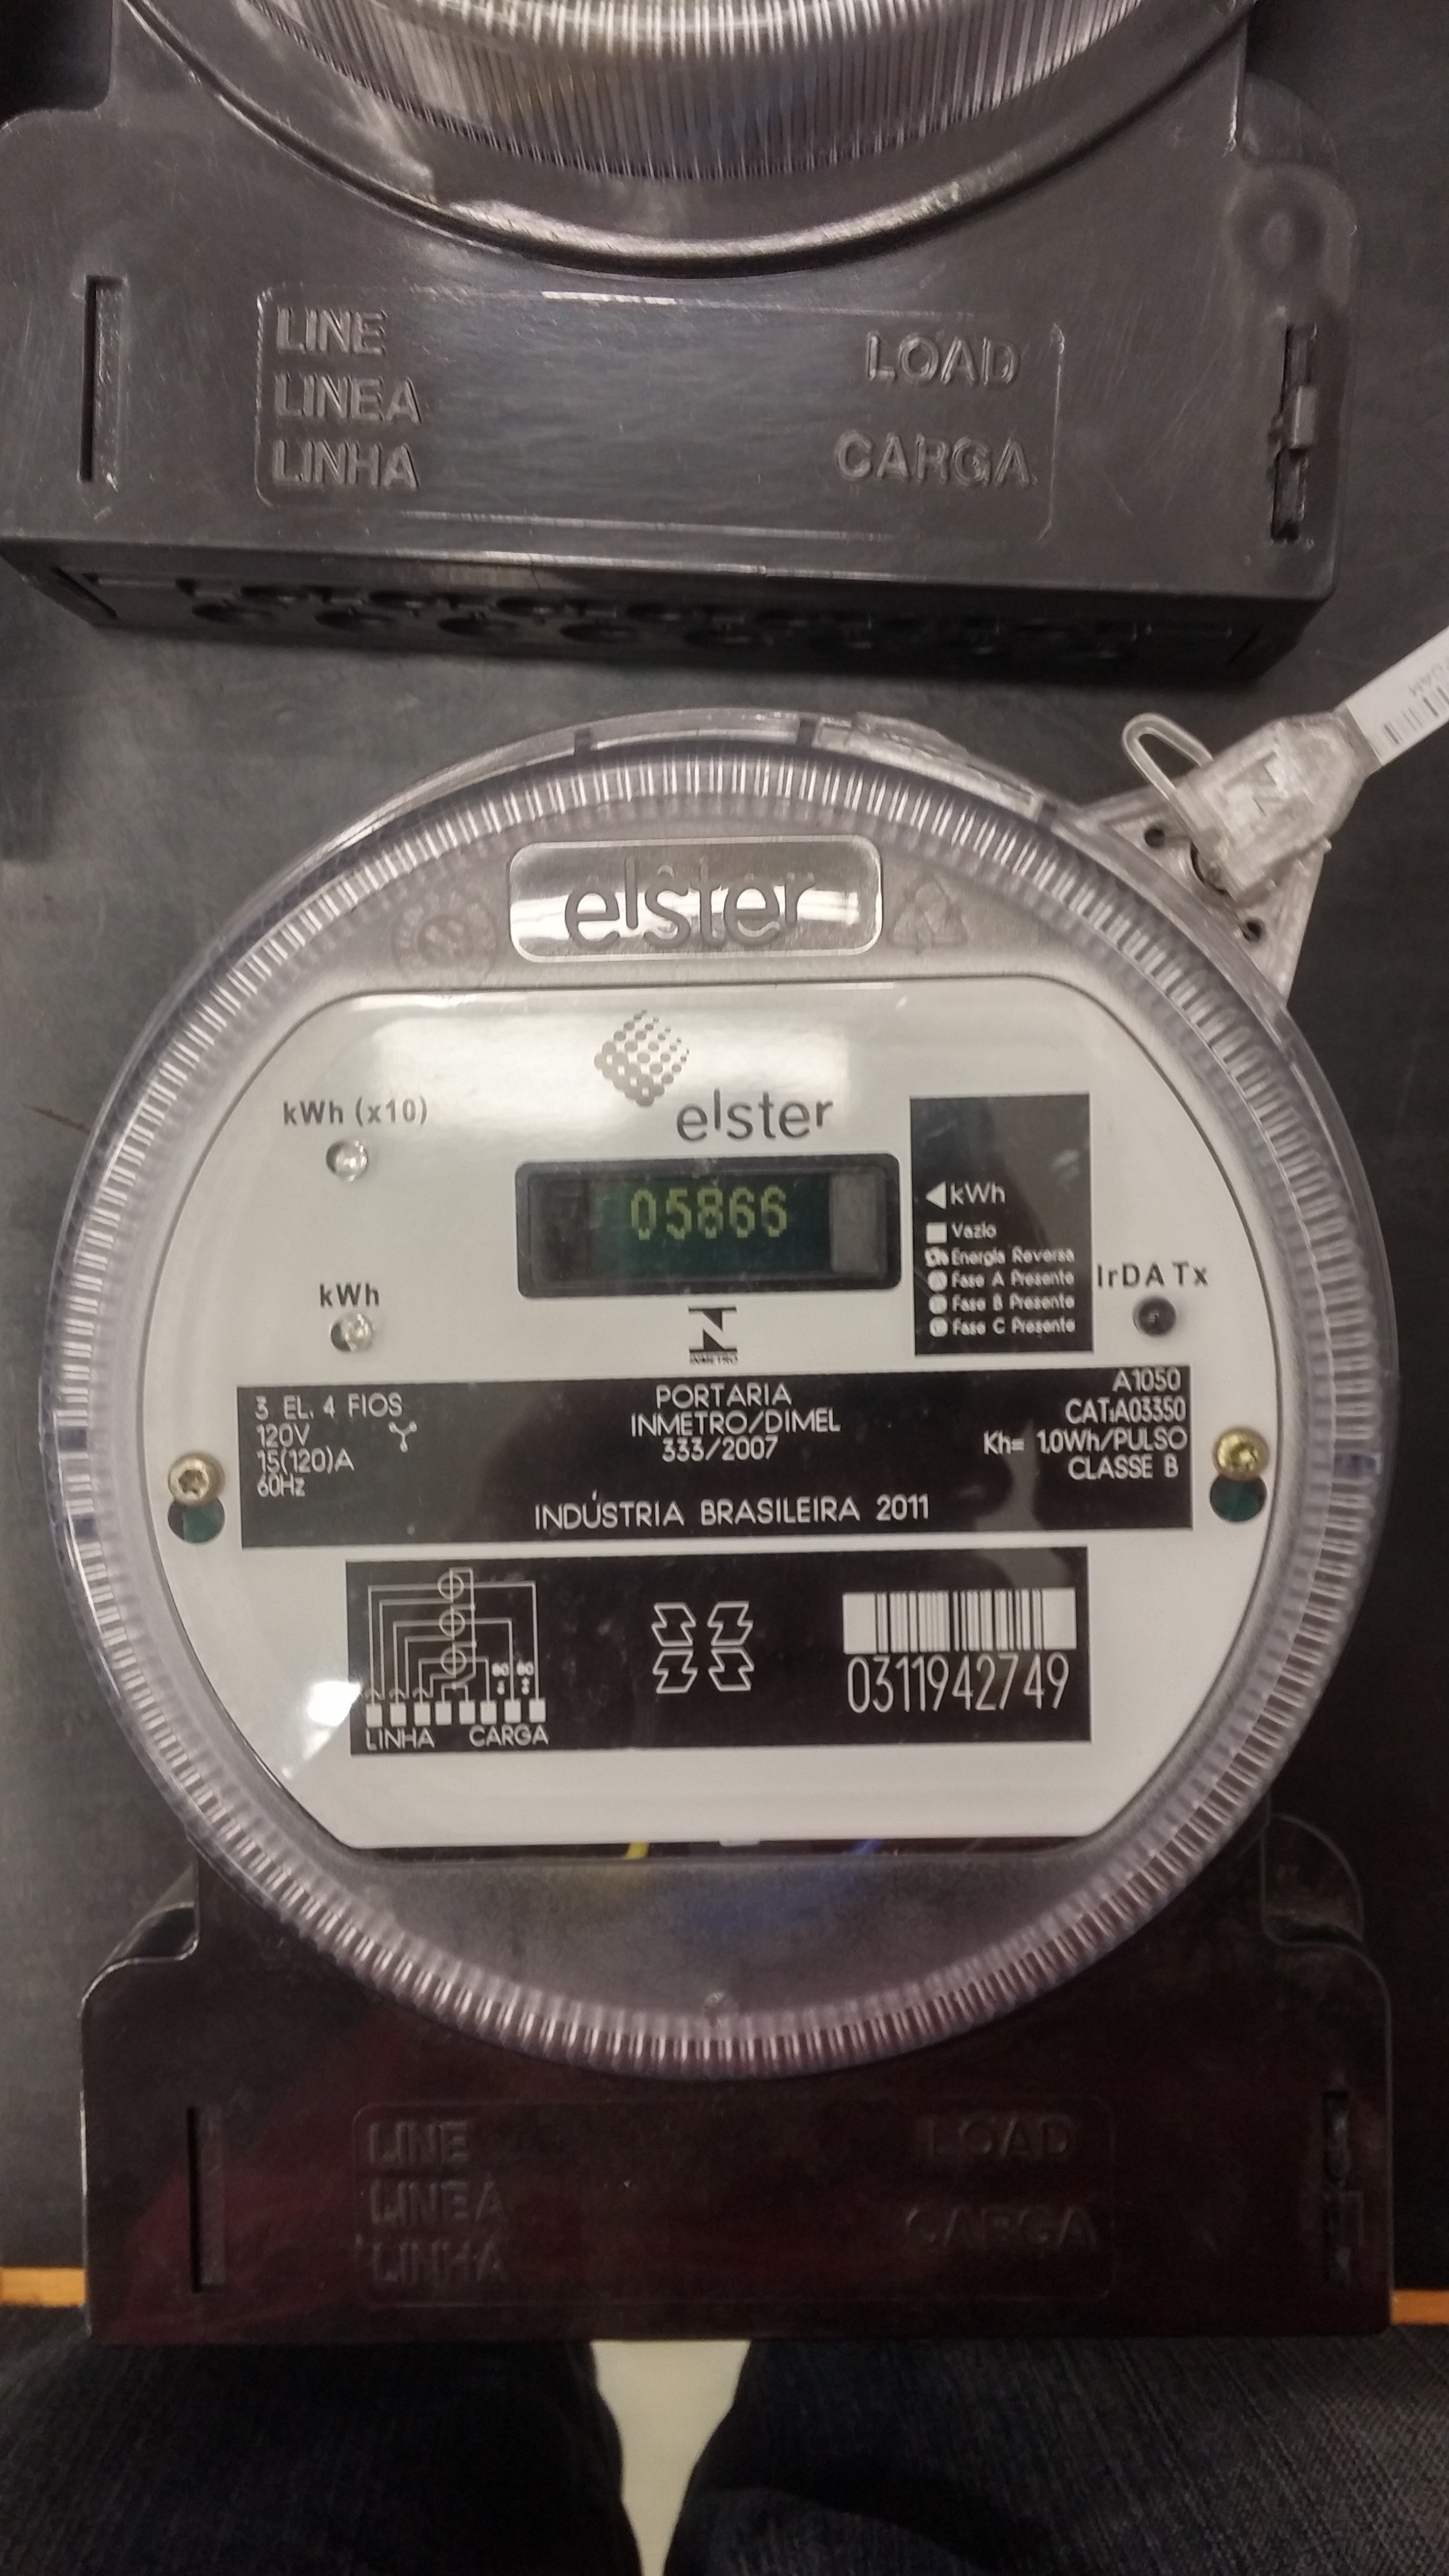 LINE
LINEA
LINHA
LOAD
CARGA
elster
elster
kWh (x10)
05866
kWh
Vazio
Energia Reversa
Fase A Presente
Fase B Presente
Fase C Presente
IrDA Tx
kWh
INMETRO
3 EL. 4 FIOS
120V
15(120)A
60Hz
PORTARIA
INMETRO/DIMEL
333/2007
A1050
CAT:A03350
Kh= 1,0Wh/PULSO
CLASSE B
INDÚSTRIA BRASILEIRA 2011
LINHA CARGA
0311942749
LINE
LINEA
LINHA
LOAD
CARGA